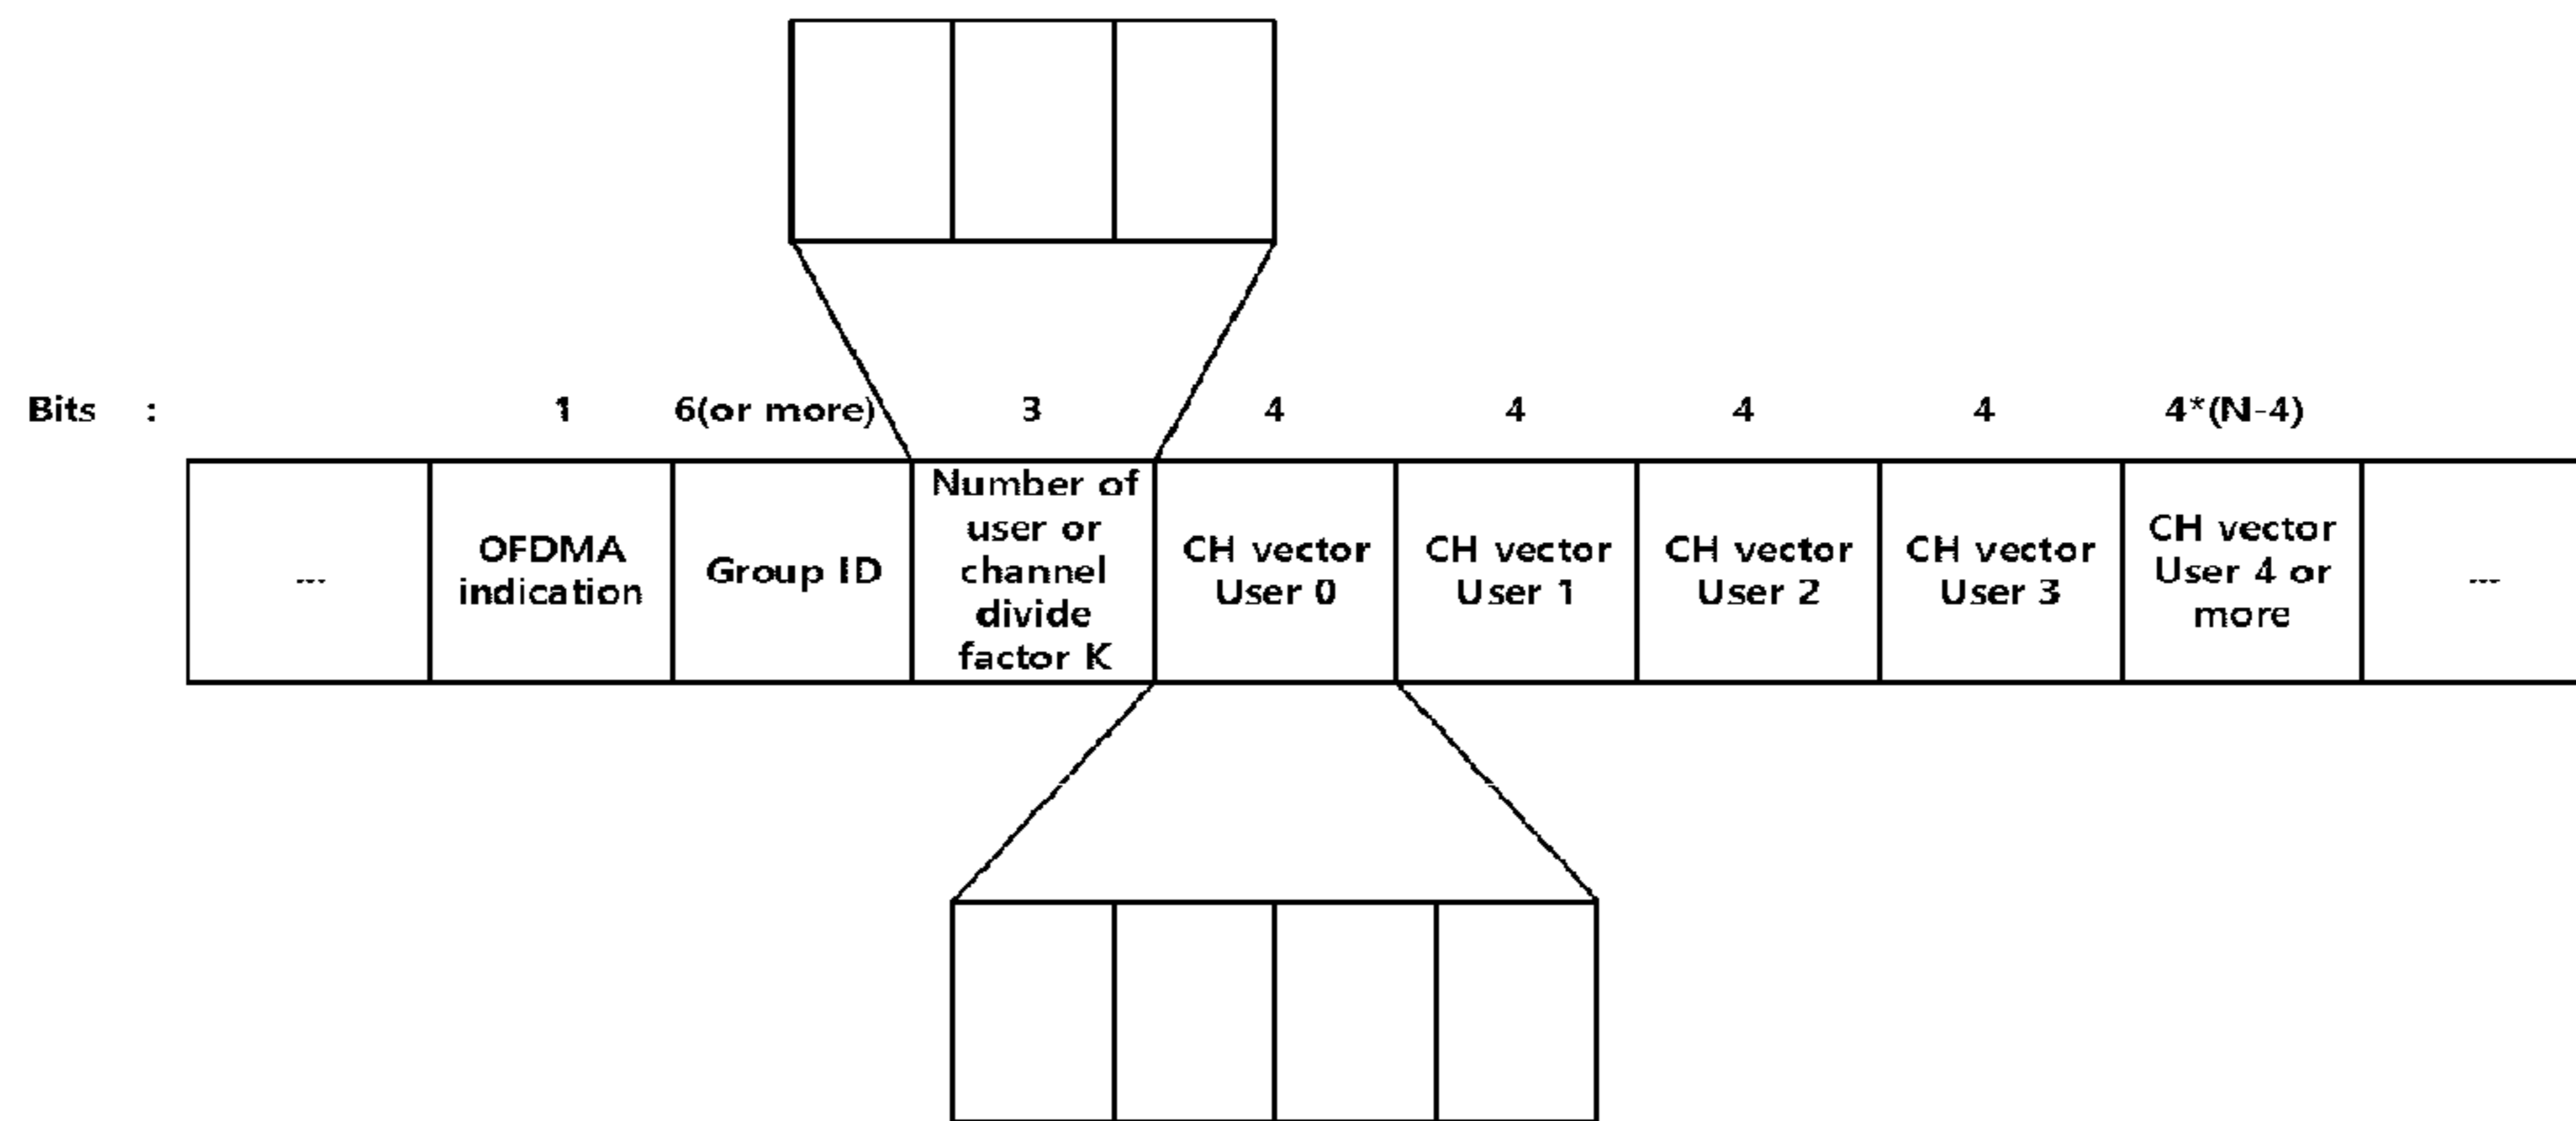 Bits : 1 6(or more) 3 4 4 4 4 4*(N-4)
---
OFDMA
indication
Group ID
Number of
user or
channel
divide
factor K
CH vector
User 0
CH vector
User 1
CH vector
User 2
CH vector
User 3
CH vector
User 4 or
more
---